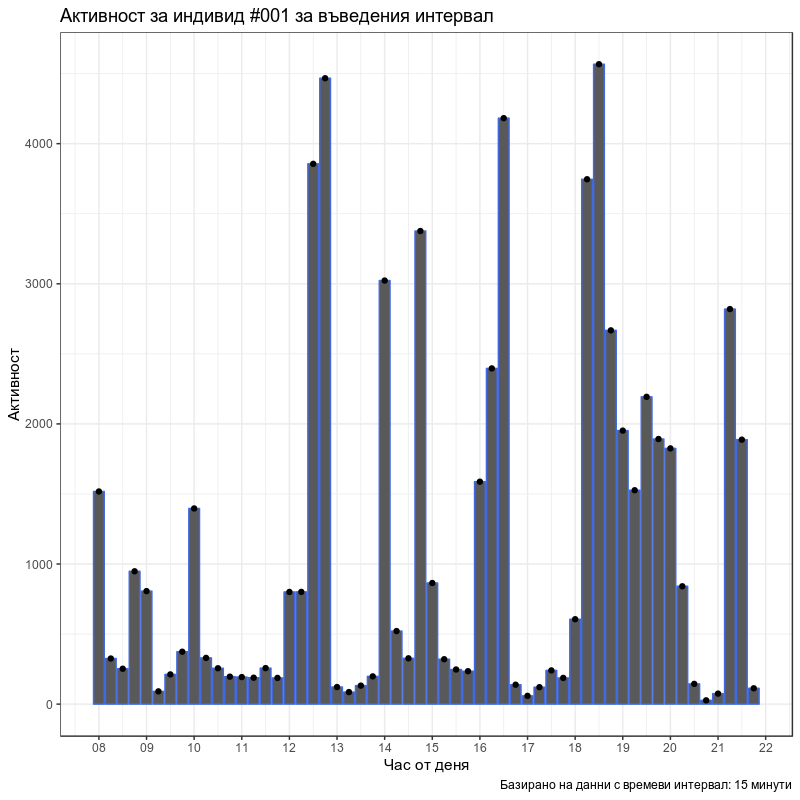 Активност за индивид #001 за въведения интервал
Активност
4000
3000
2000
1000
0
08 09 10 11 12 13 14 15 16 17 18 19 20 21 22
Час от деня
Базирано на данни с времеви интервал: 15 минути